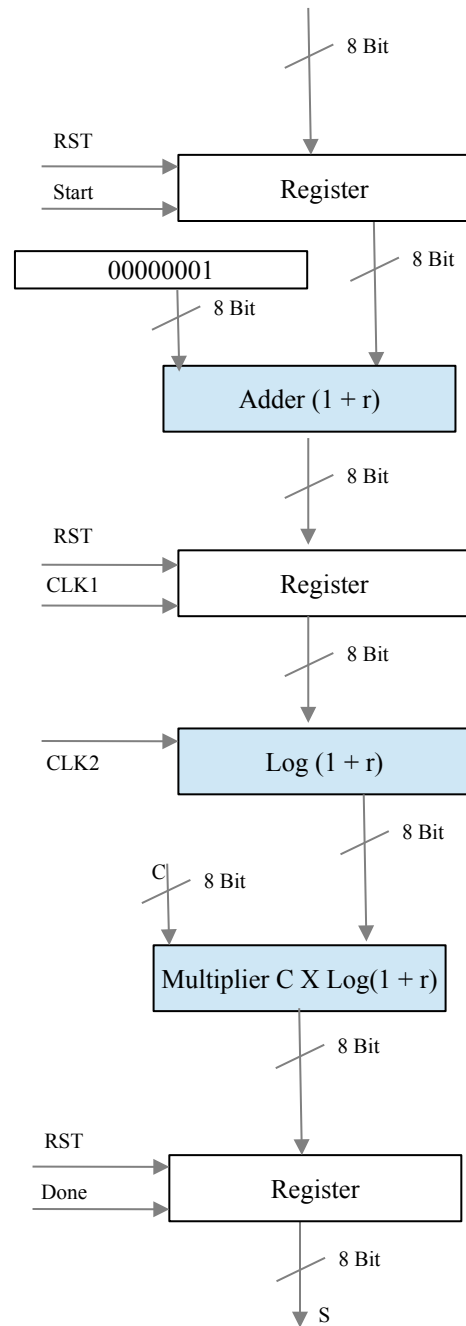 8 Bit
RST
Start
Register
00000001
8 Bit
8 Bit
Adder (1 + r)
8 Bit
RST
CLK1
Register
8 Bit
CLK2
Log (1 + r)
8 Bit
C
8 Bit
Multiplier C X Log(1 + r)
8 Bit
RST
Done
Register
8 Bit
S